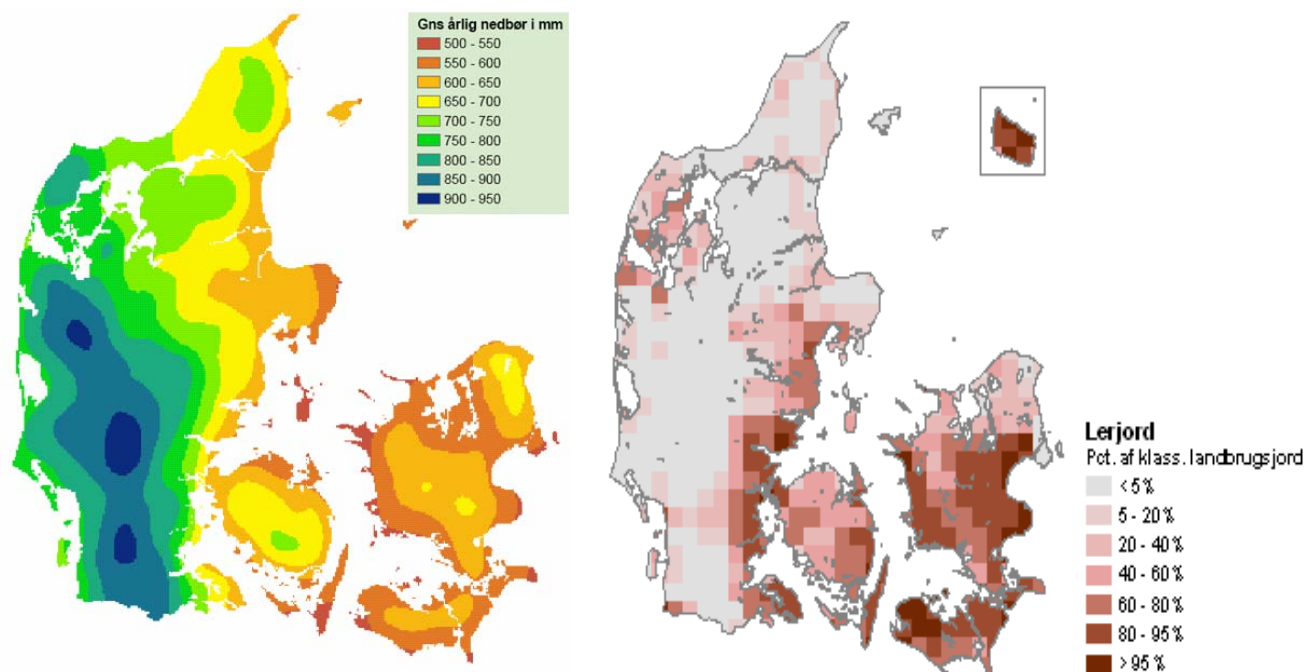 Gns årlig nedbør i mm
500 - 550
550 - 600
600 - 650
650 - 700
700 - 750
750 - 800
800 - 850
850 - 900
900 - 950
Lerjord
Pct. af klass. landbrugsjord
<5 %
5 - 20 %
20 - 40 %
40 - 60 %
60 - 80 %
80 - 95 %
>95 %